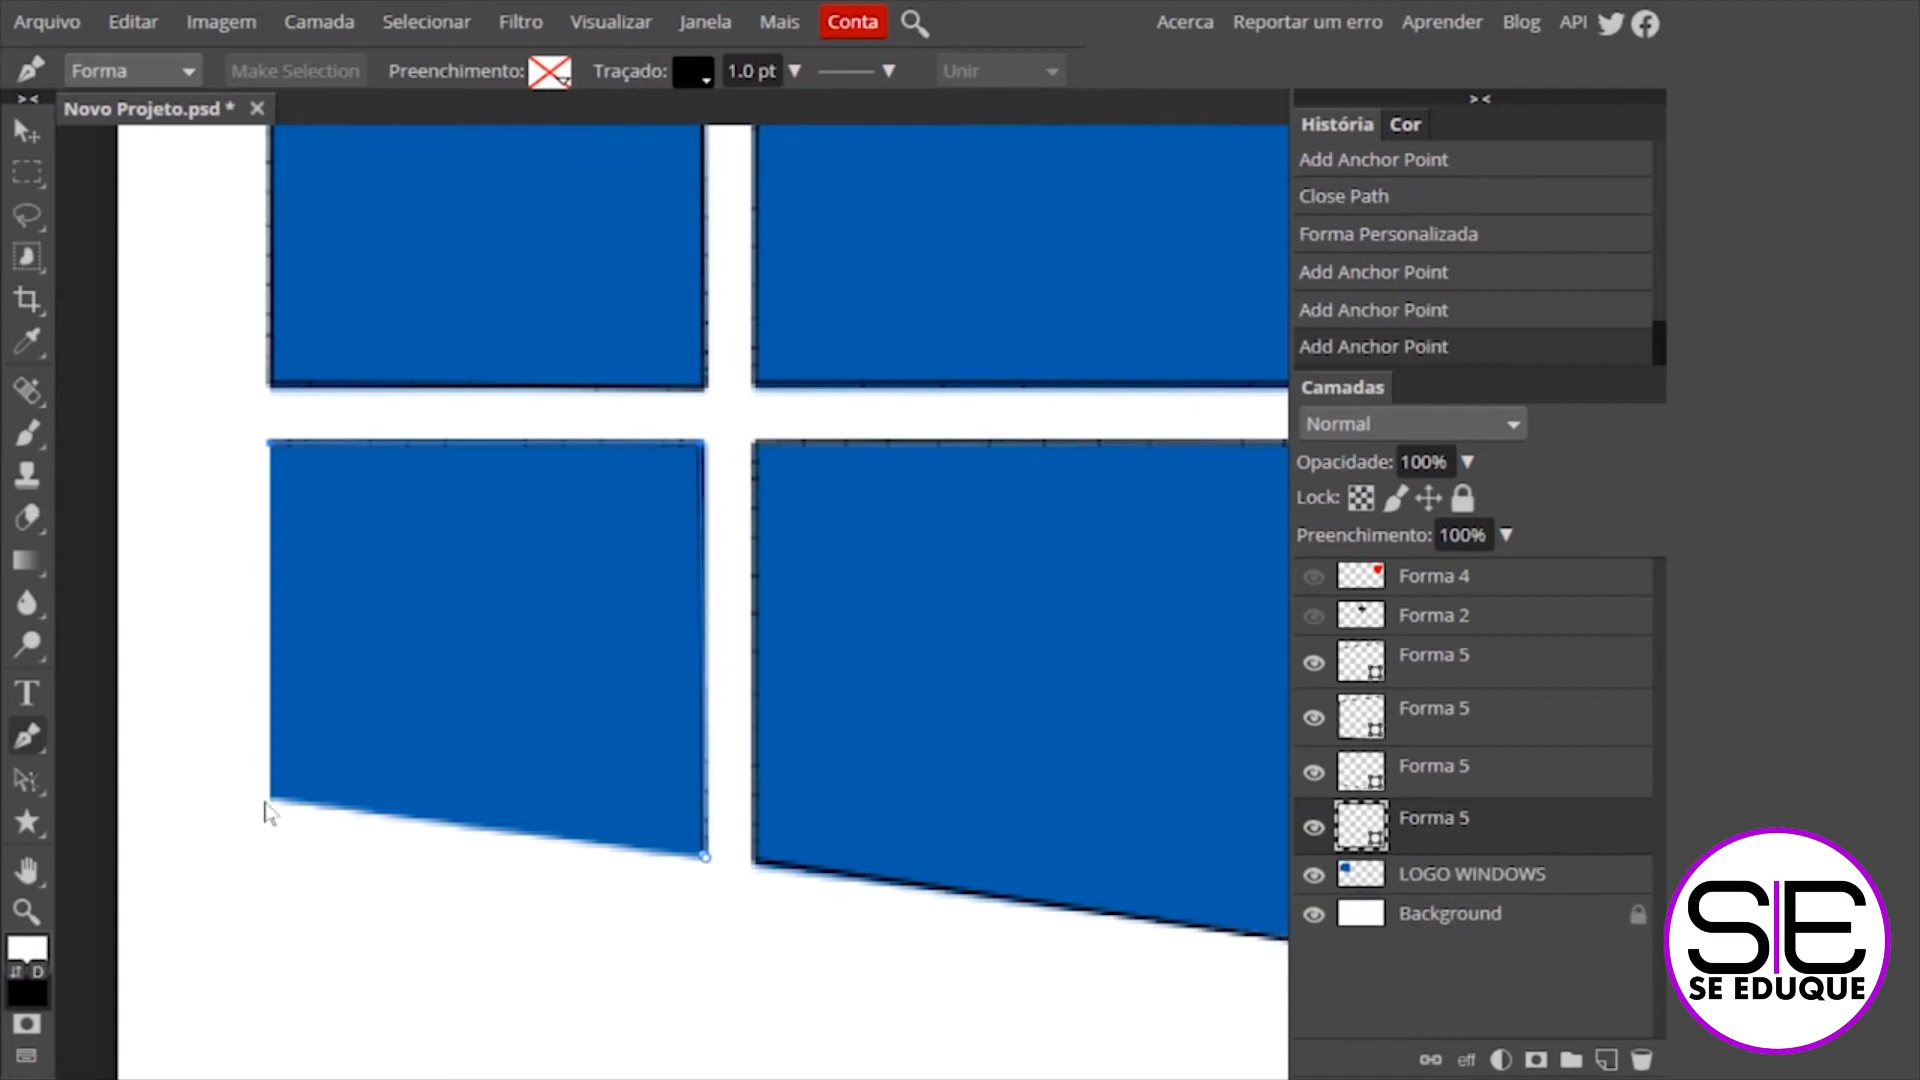 Arquivo Editar Imagem Camada Selecionar Filtro Visualizar Janela Mais Conta Acerca Reportar um erro Aprender Blog API
Forma Make Selection Preenchimento: Traçado: 1.0 pt Unir
> <
Novo Projeto.psd *
> <
História Cor
Add Anchor Point
Close Path
Forma Personalizada
Add Anchor Point
Add Anchor Point
Add Anchor Point
Camadas
Normal
Opacidade: 100%
Lock:
Preenchimento: 100%
Forma 4
Forma 2
Forma 5
Forma 5
Forma 5
Forma 5
LOGO WINDOWS
Background
D
eff
SE
SE EDUQUE